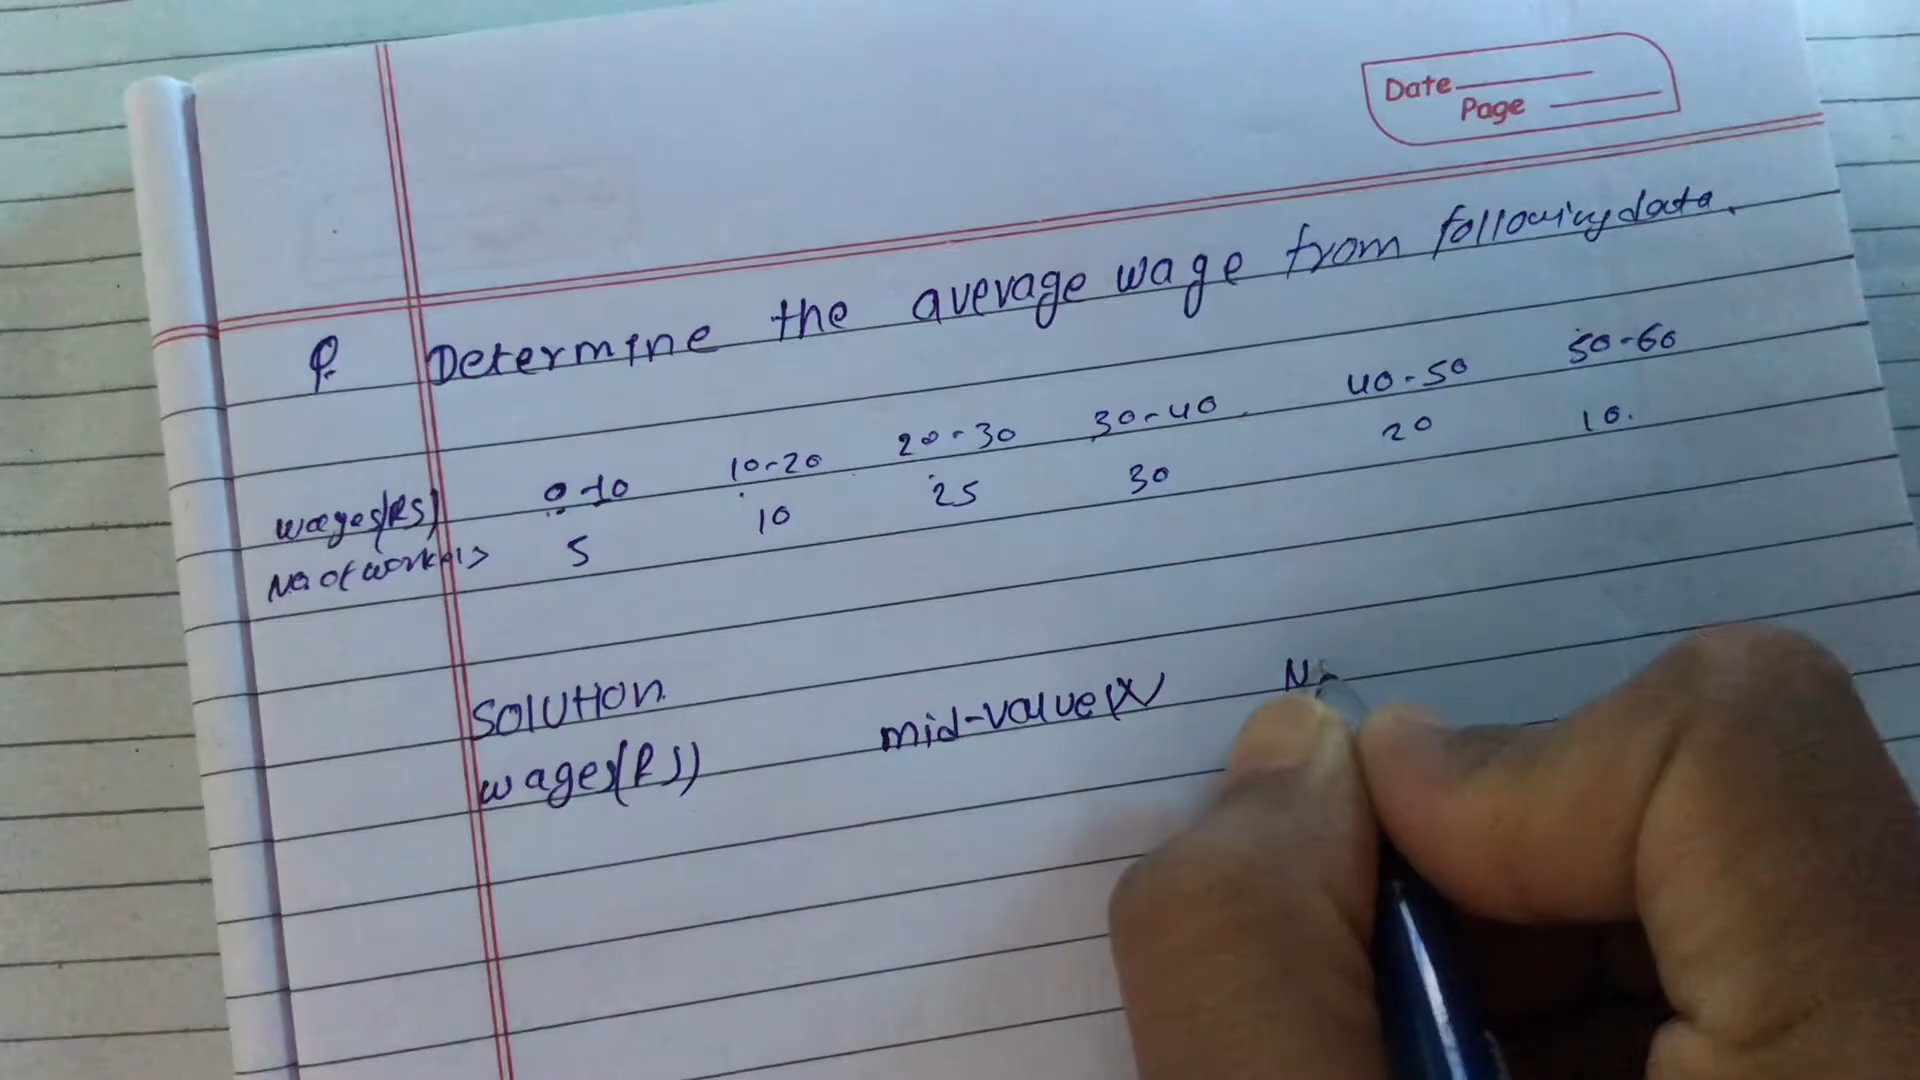 Date
Page
Q. Determine the average wage from following data.
wages(RS) 0-10 10-20 20-30 30-40 40-50 50-60
No of workers 5 10 25 30 20 10.
Solution
wages(RS) mid-value(X) No